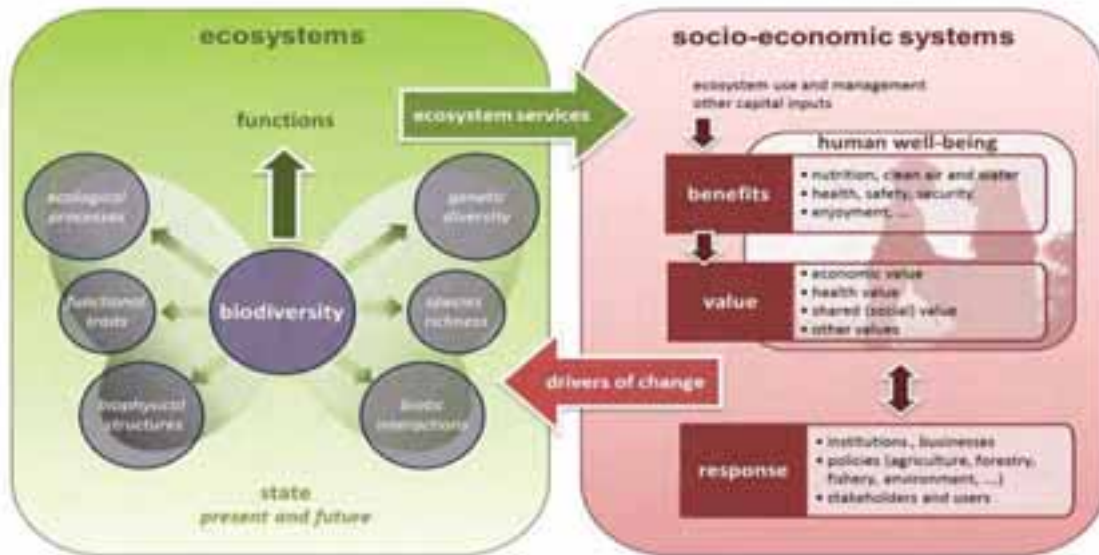 ecosystems
functions
ecological
processes
genetic
diversity
functional
traits
biodiversity
species
richness
biophysical
structures
biotic
interactions
state
present and future
ecosystem services
drivers of change
socio-economic systems
ecosystem use and management
other capital inputs
human well-being
benefits
• nutrition, clean air and water
• health, safety, security
• enjoyment, ...
value
• economic value
• health value
• shared (social) value
• other values
response
• institutions, businesses
• policies (agriculture, forestry,
fishery, environment, ...)
• stakeholders and users